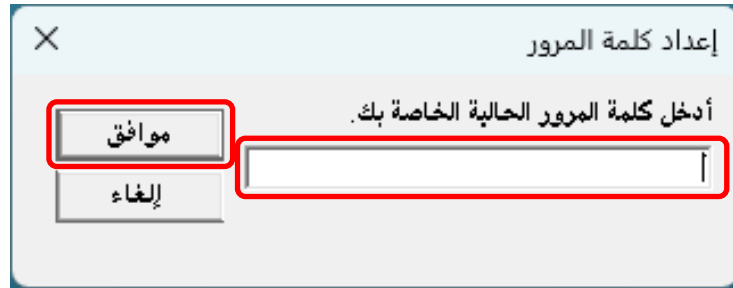 إعداد كلمة المرور
أدخل كلمة المرور الحالية الخاصة بك.
موافق
إلغاء